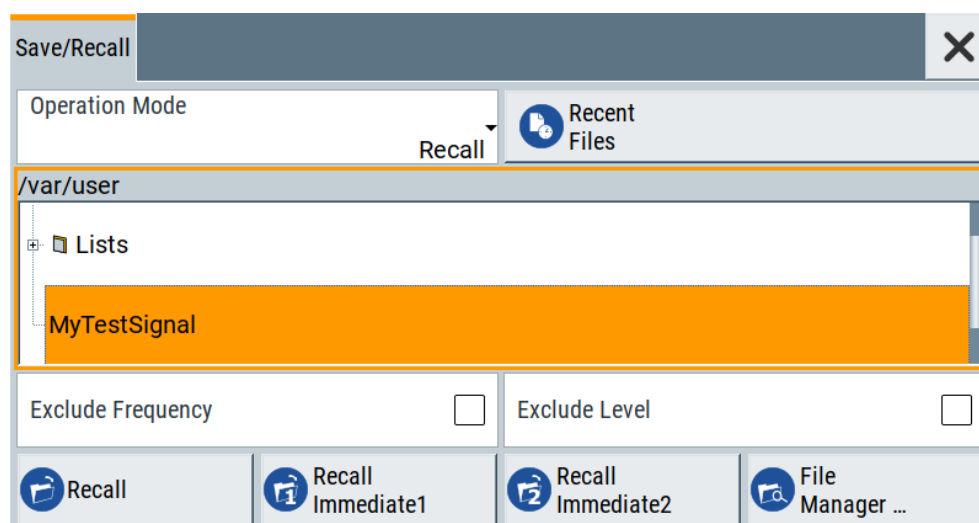 Save/Recall
Operation Mode
Recall
Recent
Files
/var/user
Lists
MyTestSignal
Exclude Frequency
Exclude Level
Recall
Recall
Immediate1
Recall
Immediate2
File
Manager ...